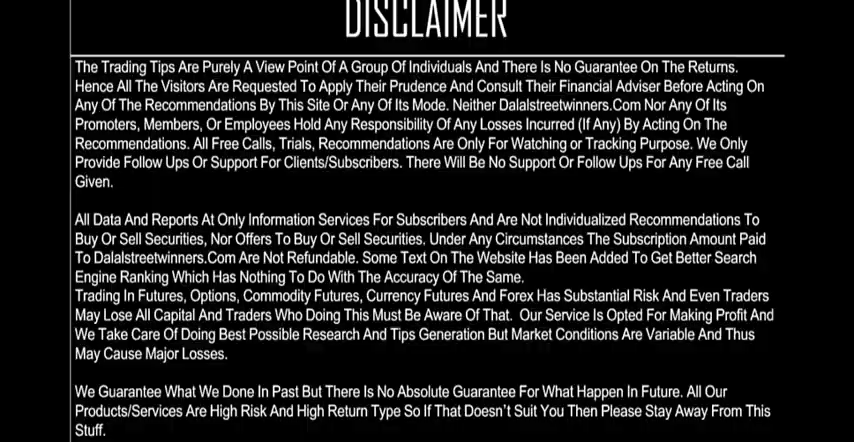 DISCLAIMER
The Trading Tips Are Purely A View Point Of A Group Of Individuals And There Is No Guarantee On The Returns.
Hence All The Visitors Are Requested To Apply Their Prudence And Consult Their Financial Adviser Before Acting On
Any Of The Recommendations By This Site Or Any Of Its Mode. Neither Dalalstreetwinners.Com Nor Any Of Its
Promoters, Members, Or Employees Hold Any Responsibility Of Any Losses Incurred (If Any) By Acting On The
Recommendations. All Free Calls, Trials, Recommendations Are Only For Watching or Tracking Purpose. We Only
Provide Follow Ups Or Support For Clients/Subscribers. There Will Be No Support Or Follow Ups For Any Free Call
Given.
All Data And Reports At Only Information Services For Subscribers And Are Not Individualized Recommendations To
Buy Or Sell Securities, Nor Offers To Buy Or Sell Securities. Under Any Circumstances The Subscription Amount Paid
To Dalalstreetwinners.Com Are Not Refundable. Some Text On The Website Has Been Added To Get Better Search
Engine Ranking Which Has Nothing To Do With The Accuracy Of The Same.
Trading In Futures, Options, Commodity Futures, Currency Futures And Forex Has Substantial Risk And Even Traders
May Lose All Capital And Traders Who Doing This Must Be Aware Of That.  Our Service Is Opted For Making Profit And
We Take Care Of Doing Best Possible Research And Tips Generation But Market Conditions Are Variable And Thus
May Cause Major Losses.
We Guarantee What We Done In Past But There Is No Absolute Guarantee For What Happen In Future. All Our
Products/Services Are High Risk And High Return Type So If That Doesn't Suit You Then Please Stay Away From This
Stuff.